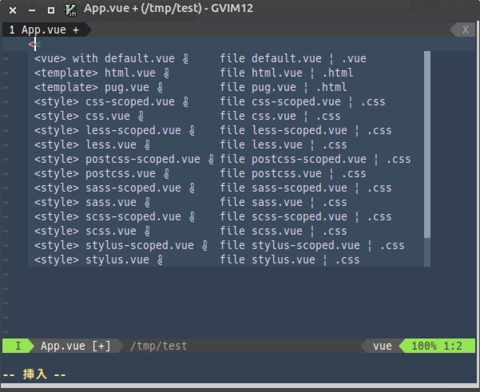 App.vue + (/tmp/test) - GVIM12
1 App.vue + X
<
<vue> with default.vue file default.vue ¦ .vue
<template> html.vue file html.vue ¦ .html
<template> pug.vue file pug.vue ¦ .html
<style> css-scoped.vue file css-scoped.vue ¦ .css
<style> css.vue file css.vue ¦ .css
<style> less-scoped.vue file less-scoped.vue ¦ .css
<style> less.vue file less.vue ¦ .css
<style> postcss-scoped.vue file postcss-scoped.vue ¦ .css
<style> postcss.vue file postcss.vue ¦ .css
<style> sass-scoped.vue file sass-scoped.vue ¦ .css
<style> sass.vue file sass.vue ¦ .css
<style> scss-scoped.vue file scss-scoped.vue ¦ .css
<style> scss.vue file scss.vue ¦ .css
<style> stylus-scoped.vue file stylus-scoped.vue ¦ .css
<style> stylus.vue file stylus.vue ¦ .css
I App.vue [+] /tmp/test vue 100% 1:2
-- 挿入 --